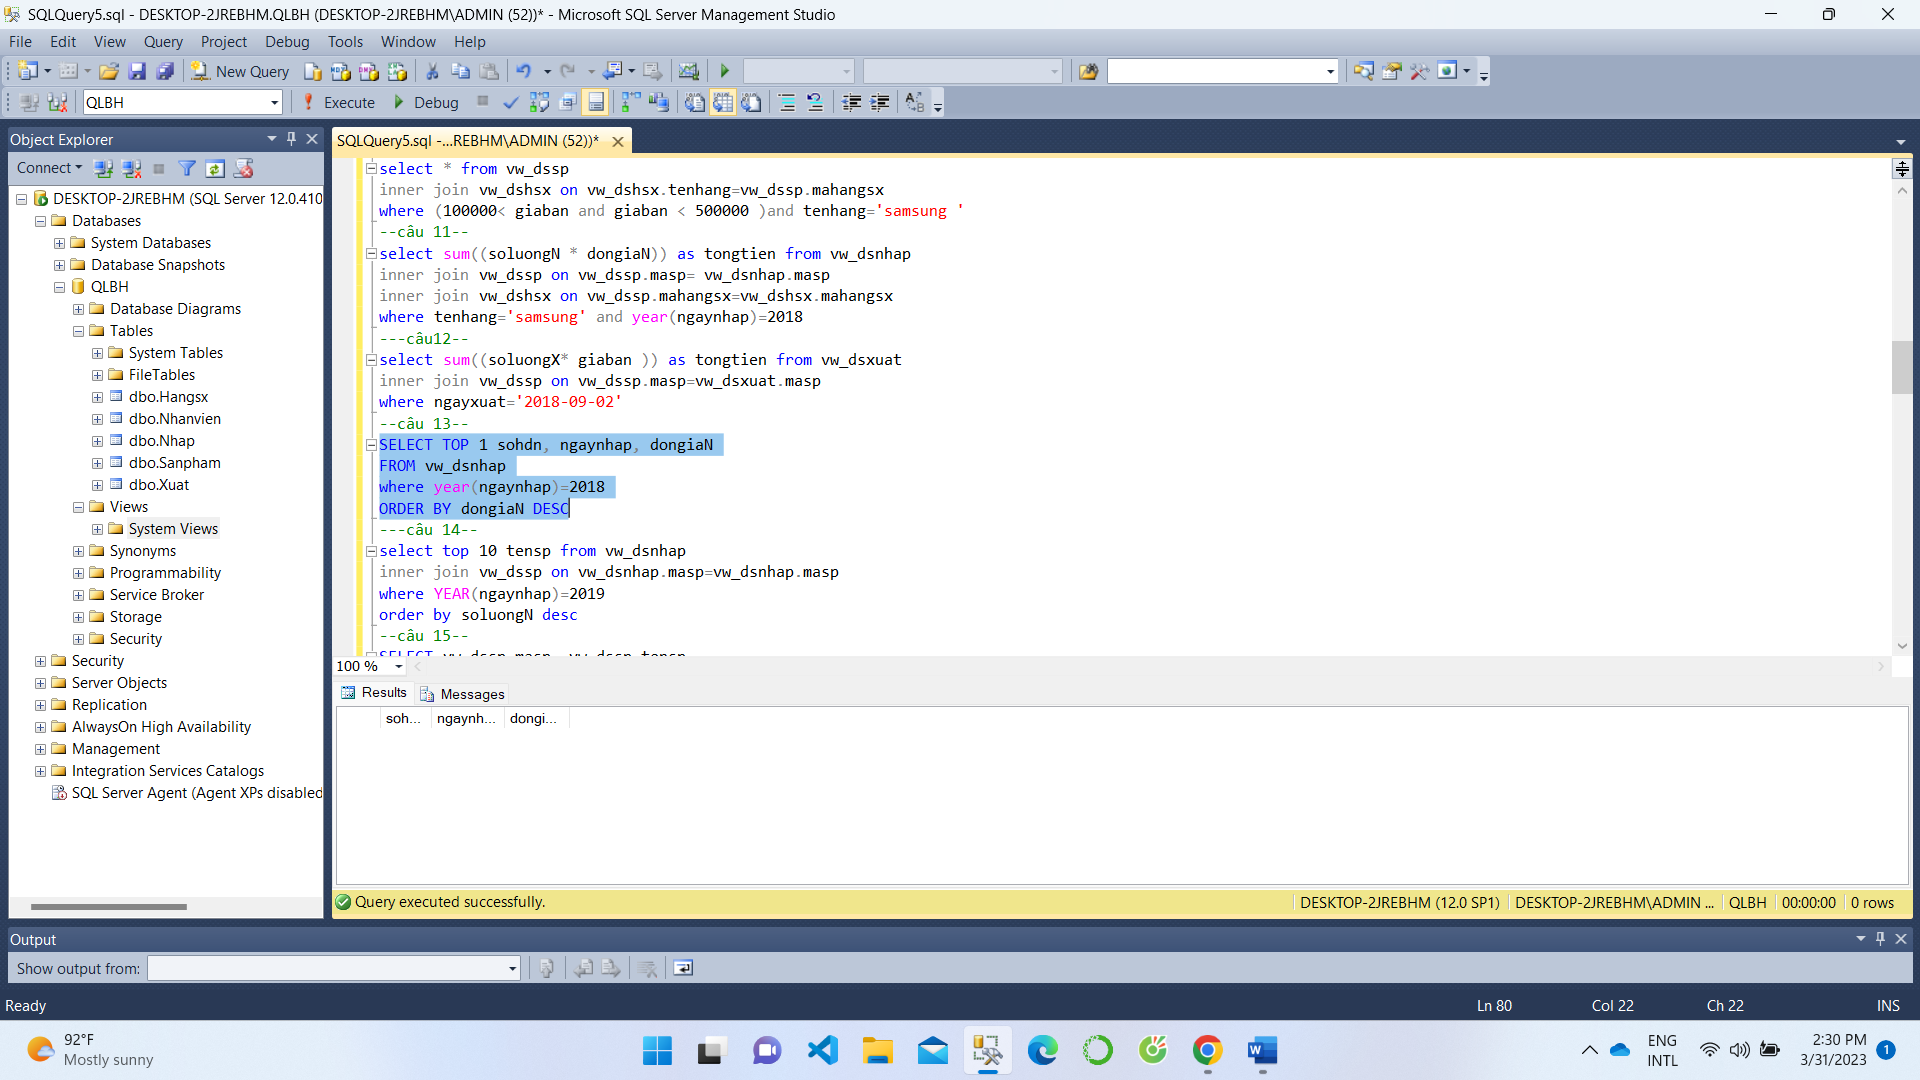 SQLQuery5.sql - DESKTOP-2JREBHM.QLBH (DESKTOP-2JREBHM\ADMIN (52))* - Microsoft SQL Server Management Studio
File Edit View Query Project Debug Tools Window Help
New Query
QLBH Execute Debug
Object Explorer
Connect
DESKTOP-2JREBHM (SQL Server 12.0.410
Databases
System Databases
Database Snapshots
QLBH
Database Diagrams
Tables
System Tables
FileTables
dbo.Hangsx
dbo.Nhanvien
dbo.Nhap
dbo.Sanpham
dbo.Xuat
Views
System Views
Synonyms
Programmability
Service Broker
Storage
Security
Security
Server Objects
Replication
AlwaysOn High Availability
Management
Integration Services Catalogs
SQL Server Agent (Agent XPs disabled
SQLQuery5.sql -...REBHM\ADMIN (52))*
select * from vw_dssp
inner join vw_dshsx on vw_dshsx.tenhang=vw_dssp.mahangsx
where (100000< giaban and giaban < 500000 )and tenhang='samsung '
--câu 11--
select sum((soluongN * dongiaN)) as tongtien from vw_dsnhap
inner join vw_dssp on vw_dssp.masp= vw_dsnhap.masp
inner join vw_dshsx on vw_dssp.mahangsx=vw_dshsx.mahangsx
where tenhang='samsung' and year(ngaynhap)=2018
---câu12--
select sum((soluongX* giaban )) as tongtien from vw_dsxuat
inner join vw_dssp on vw_dssp.masp=vw_dsxuat.masp
where ngayxuat='2018-09-02'
--câu 13--
SELECT TOP 1 sohdn, ngaynhap, dongiaN
FROM vw_dsnhap
where year(ngaynhap)=2018
ORDER BY dongiaN DESC
---câu 14--
select top 10 tensp from vw_dsnhap
inner join vw_dssp on vw_dsnhap.masp=vw_dsnhap.masp
where YEAR(ngaynhap)=2019
order by soluongN desc
--câu 15--
SELECT vw_dssp.masp, vw_dssp.tensp
100 %
Results Messages
soh... ngaynh... dongi...
Query executed successfully. DESKTOP-2JREBHM (12.0 SP1) DESKTOP-2JREBHM\ADMIN ... QLBH 00:00:00 0 rows
Output
Show output from:
Ready Ln 80 Col 22 Ch 22 INS
92°F
Mostly sunny
ENG
INTL
2:30 PM
3/31/2023
1